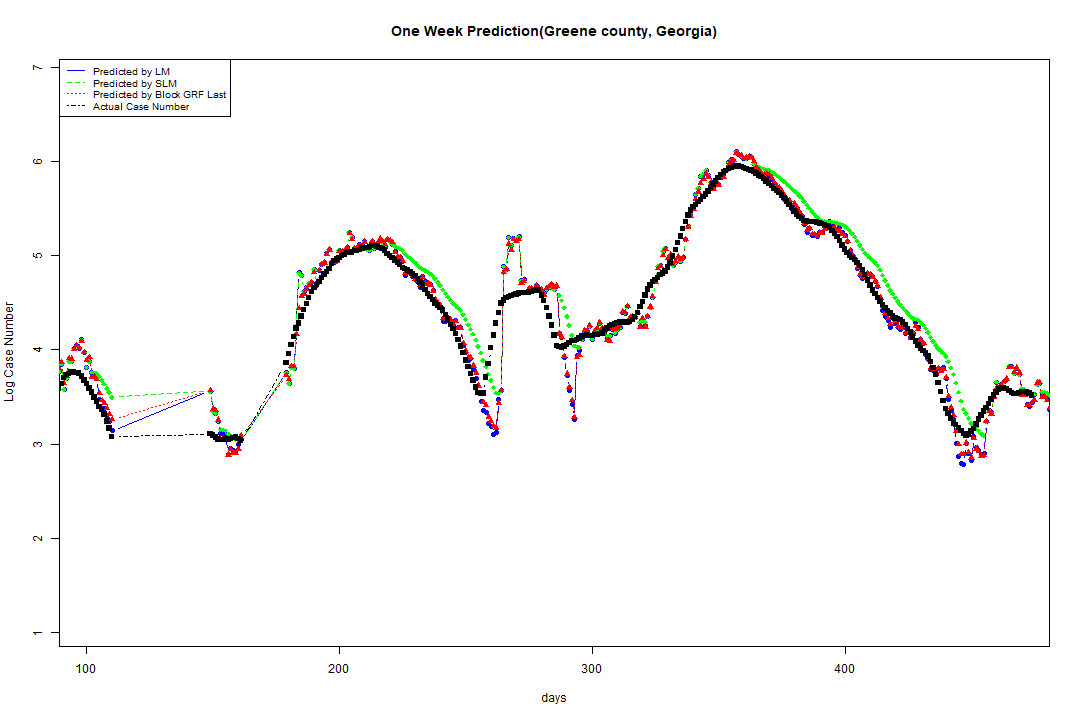 One Week Prediction(Greene county, Georgia)
Predicted by LM
Predicted by SLM
Predicted by Block GRF Last
Actual Case Number
7
6
5
4
3
2
1
Log Case Number
100 200 300 400
days